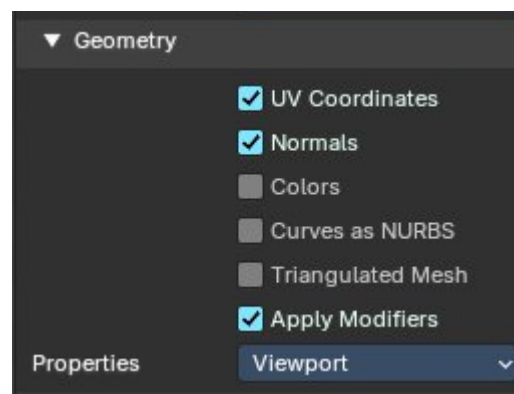 Geometry
UV Coordinates
Normals
Colors
Curves as NURBS
Triangulated Mesh
Apply Modifiers
Properties Viewport